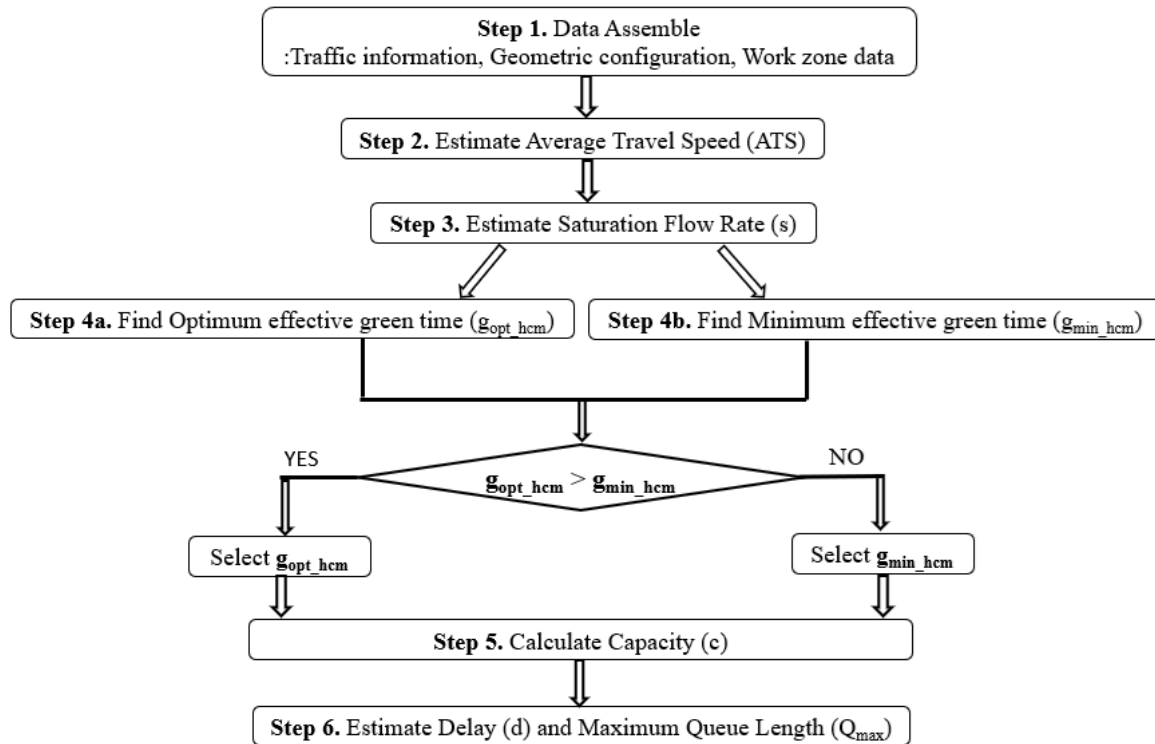 Step 1. Data Assemble
:Traffic information, Geometric configuration, Work zone data
Step 2. Estimate Average Travel Speed (ATS)
Step 3. Estimate Saturation Flow Rate (s)
Step 4a. Find Optimum effective green time (gopt_hcm)
Step 4b. Find Minimum effective green time (gmin_hcm)
YES
NO
gopt_hcm > gmin_hcm
Select gopt_hcm
Select gmin_hcm
Step 5. Calculate Capacity (c)
Step 6. Estimate Delay (d) and Maximum Queue Length (Qmax)